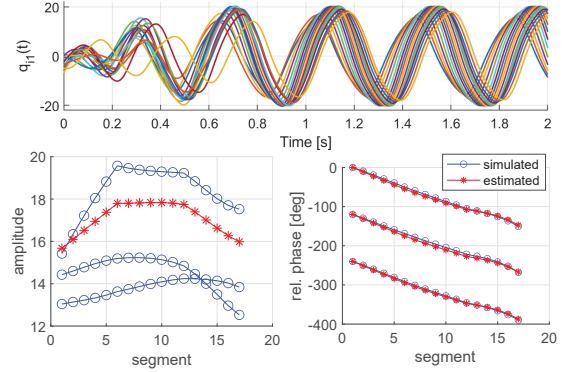 20
0
-20
q_i1(t)
0 0.2 0.4 0.6 0.8 1 1.2 1.4 1.6 1.8 2
Time [s]
20
18
16
14
12
amplitude
0 5 10 15 20
segment
0
-100
-200
-300
-400
rel. phase [deg]
simulated
estimated
0 5 10 15 20
segment